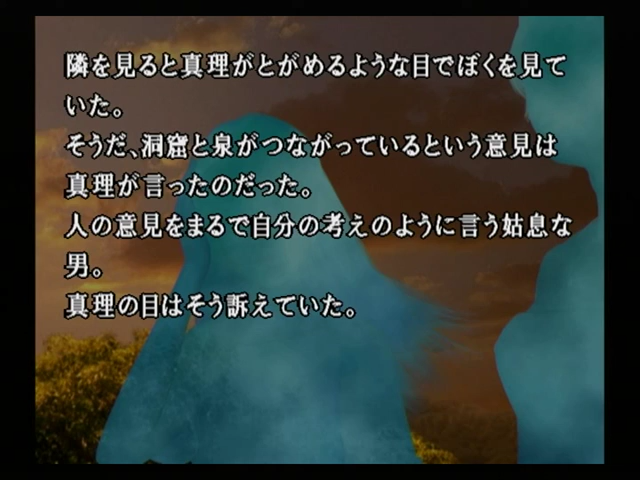 隣を見ると真理がとがめるような目でぼくを見て
いた。
そうだ、洞窟と泉がつながっているという意見は
真理が言ったのだった。
人の意見をまるで自分の考えのように言う姑息な
男。
真理の目はそう訴えていた。